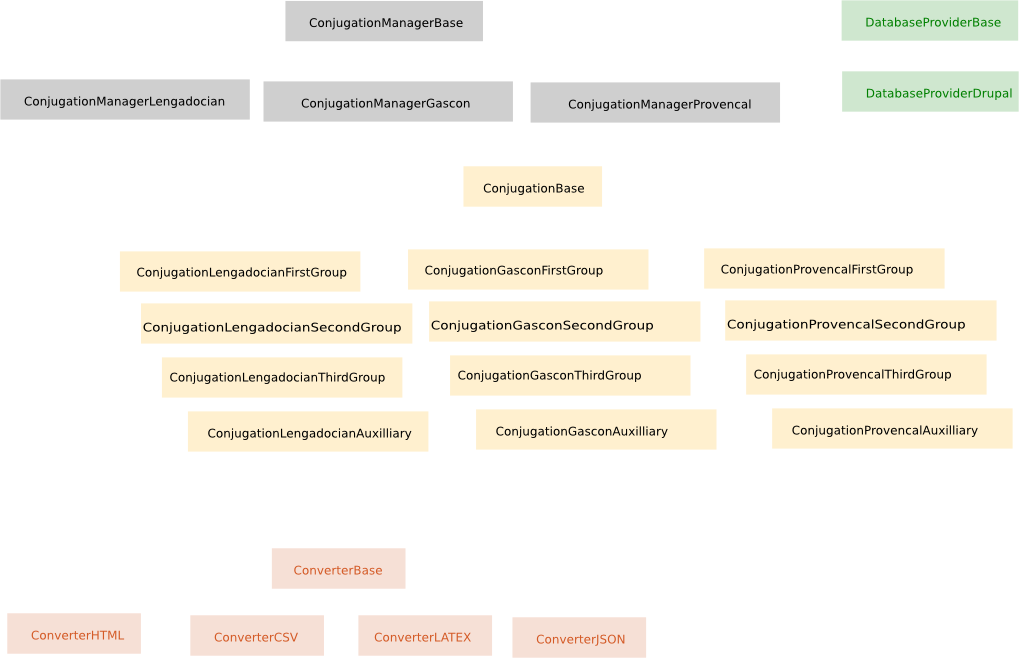 ConjugationManagerBase
DatabaseProviderBase
ConjugationManagerLengadocian
ConjugationManagerGascon
ConjugationManagerProvencal
DatabaseProviderDrupal
ConjugationBase
ConjugationLengadocianFirstGroup
ConjugationGasconFirstGroup
ConjugationProvencalFirstGroup
ConjugationLengadocianSecondGroup
ConjugationGasconSecondGroup
ConjugationProvencalSecondGroup
ConjugationLengadocianThirdGroup
ConjugationGasconThirdGroup
ConjugationProvencalThirdGroup
ConjugationLengadocianAuxilliary
ConjugationGasconAuxilliary
ConjugationProvencalAuxilliary
ConverterBase
ConverterHTML
ConverterCSV
ConverterLATEX
ConverterJSON